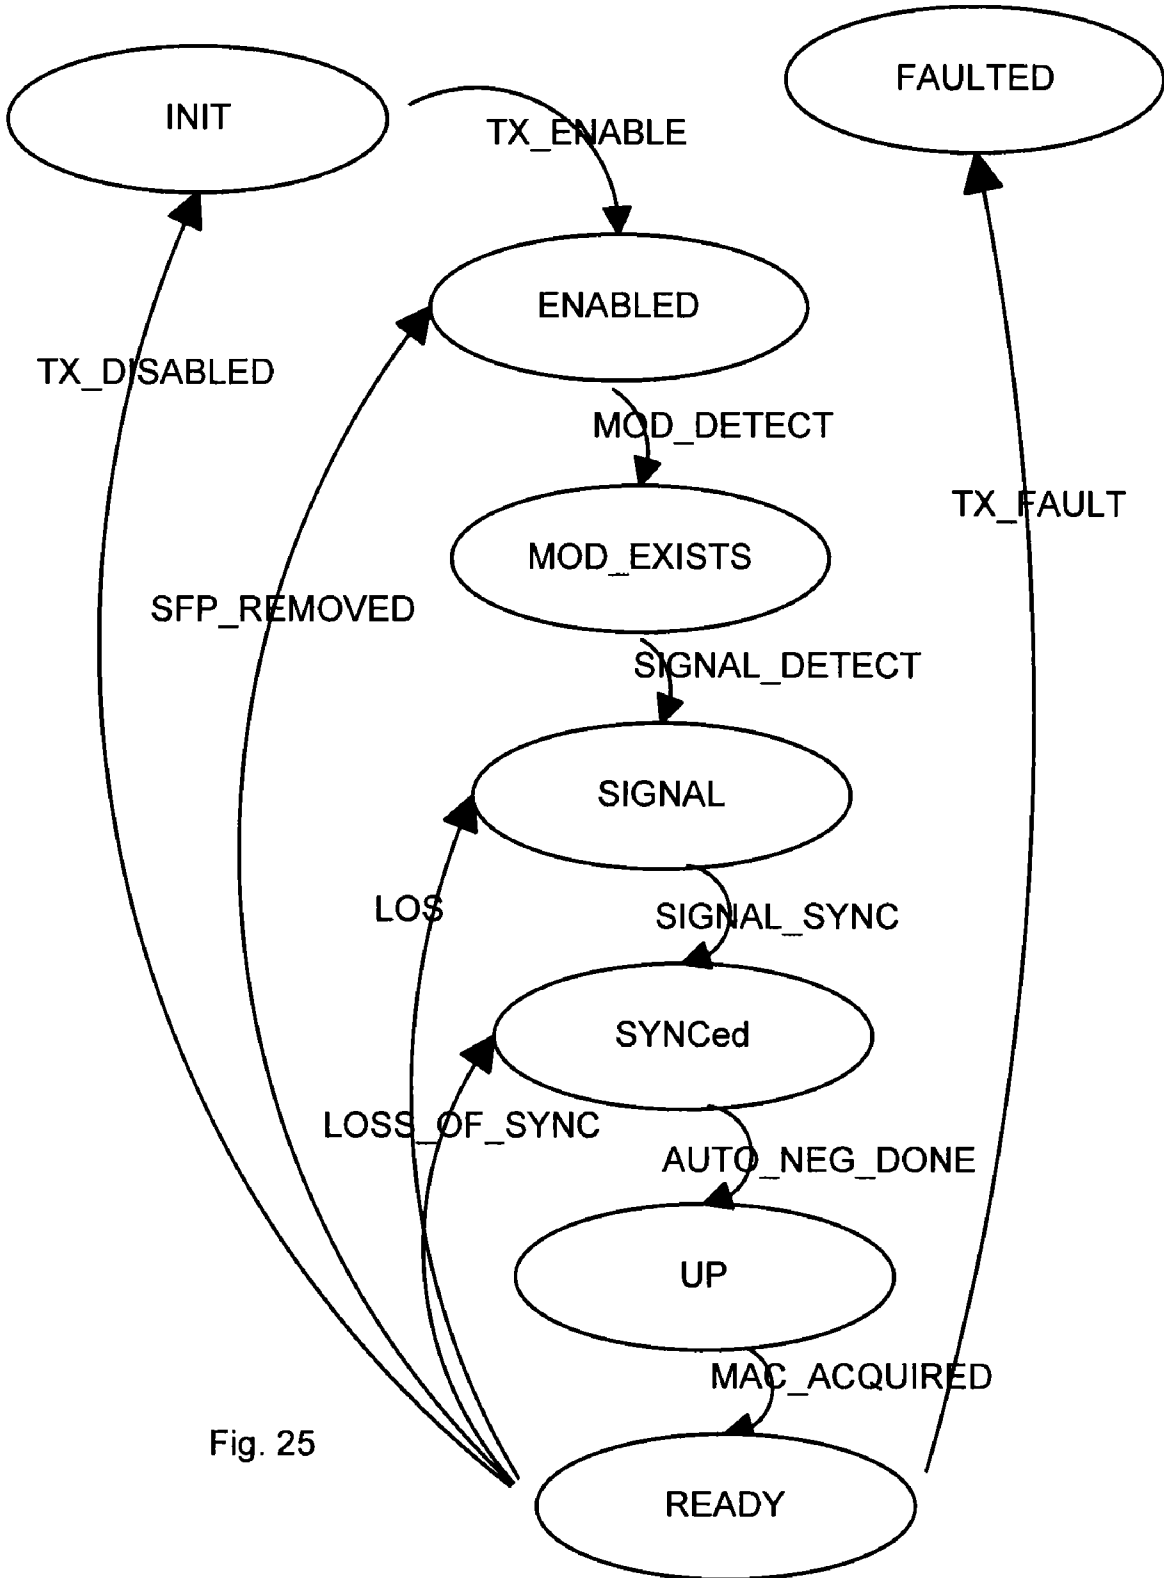 FAULTED
INIT
TX_ENABLE
ENABLED
TX_DISABLED
MOD_DETECT
TX_FAULT
MOD_EXISTS
SFP_REMOVED
SIGNAL_DETECT
SIGNAL
LOS
SIGNAL_SYNC
SYNCed
LOSS_OF_SYNC
AUTO_NEG_DONE
UP
MAC_ACQUIRED
Fig. 25
READY